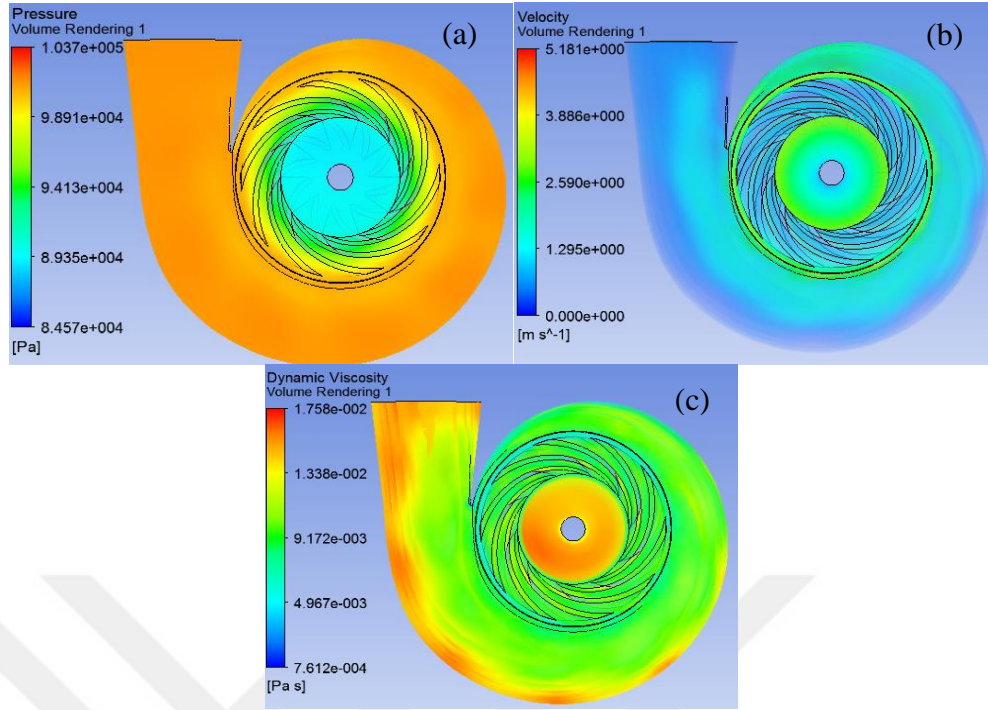 Pressure
Volume Rendering 1
(a)
1.037e+005
9.891e+004
9.413e+004
8.935e+004
8.457e+004
[Pa]
Velocity
Volume Rendering 1
(b)
5.181e+000
3.886e+000
2.590e+000
1.295e+000
0.000e+000
[m s^-1]
Dynamic Viscosity
Volume Rendering 1
(c)
1.758e-002
1.338e-002
9.172e-003
4.967e-003
7.612e-004
[Pa s]